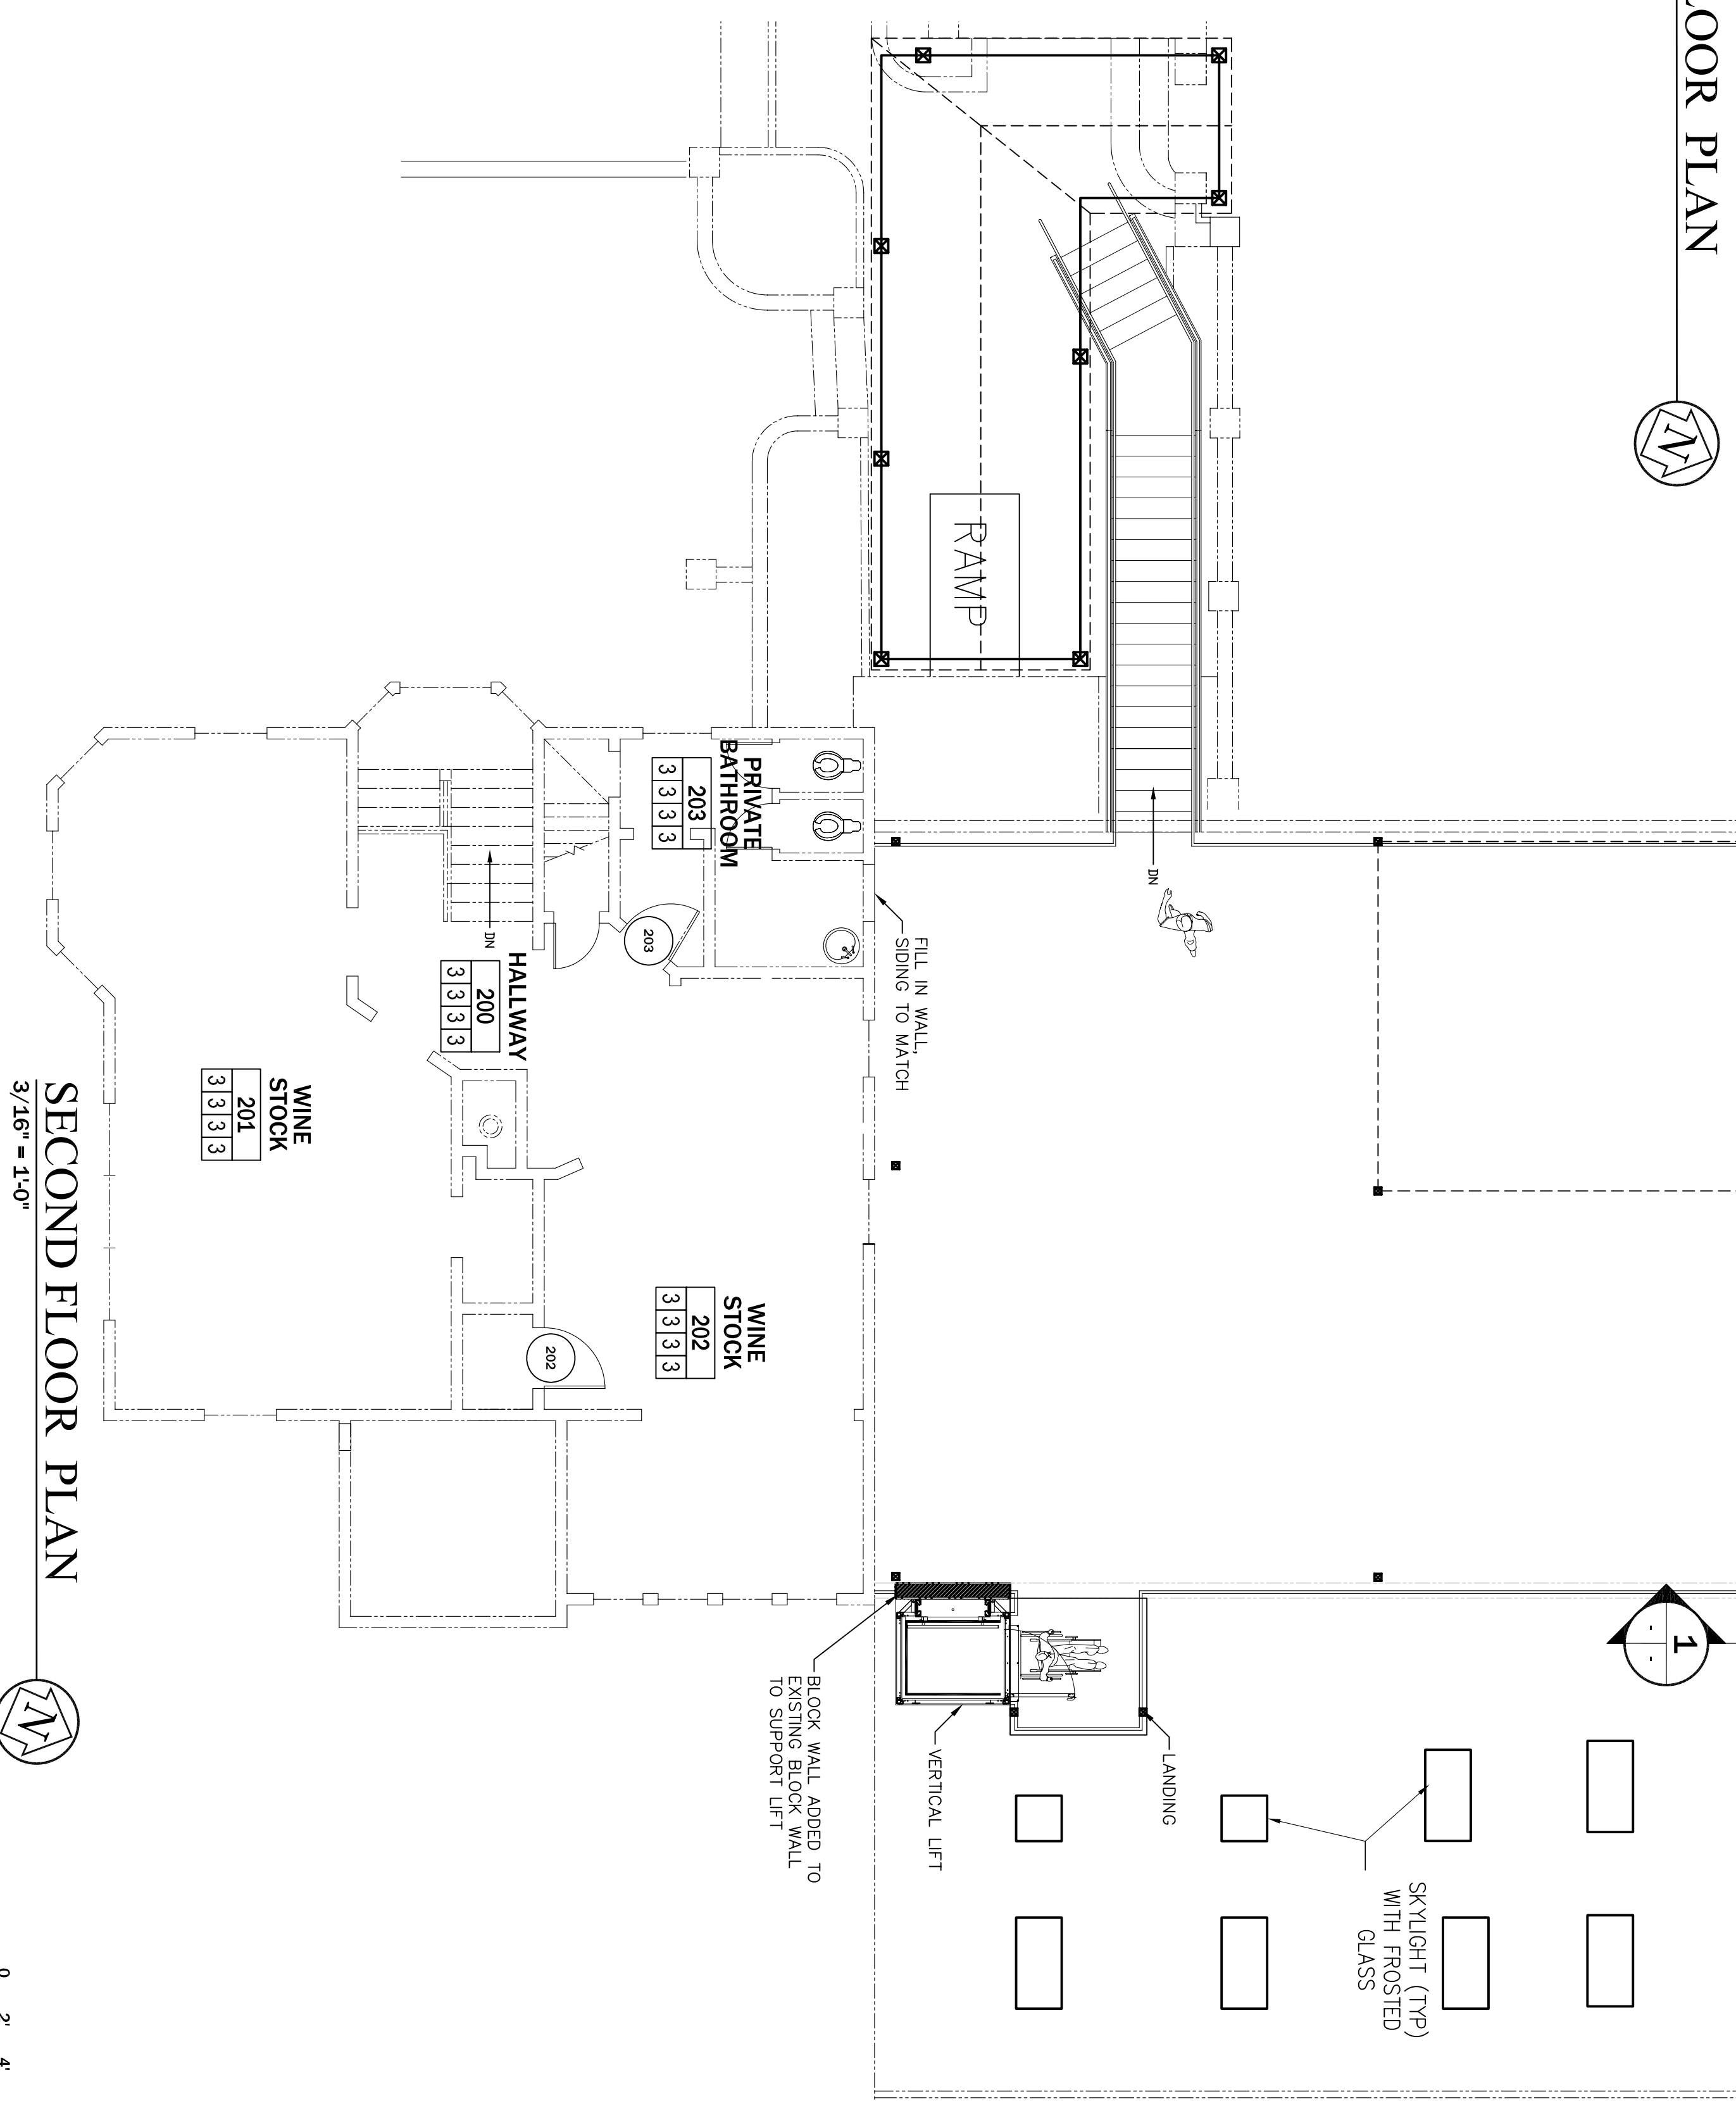 OOR PLAN
N
RAMP
DN
FILL IN WALL,
SIDING TO MATCH
PRIVATE
BATHROOM
203
3 3 3 3
203
DN
HALLWAY
200
3 3 3 3
WINE
STOCK
201
3 3 3 3
WINE
STOCK
202
3 3 3 3
202
1
- -
SKYLIGHT (TYP)
WITH FROSTED
GLASS
LANDING
VERTICAL LIFT
BLOCK WALL ADDED TO
EXISTING BLOCK WALL
TO SUPPORT LIFT
SECOND FLOOR PLAN
3/16" = 1'-0"
N
0 2' 4'